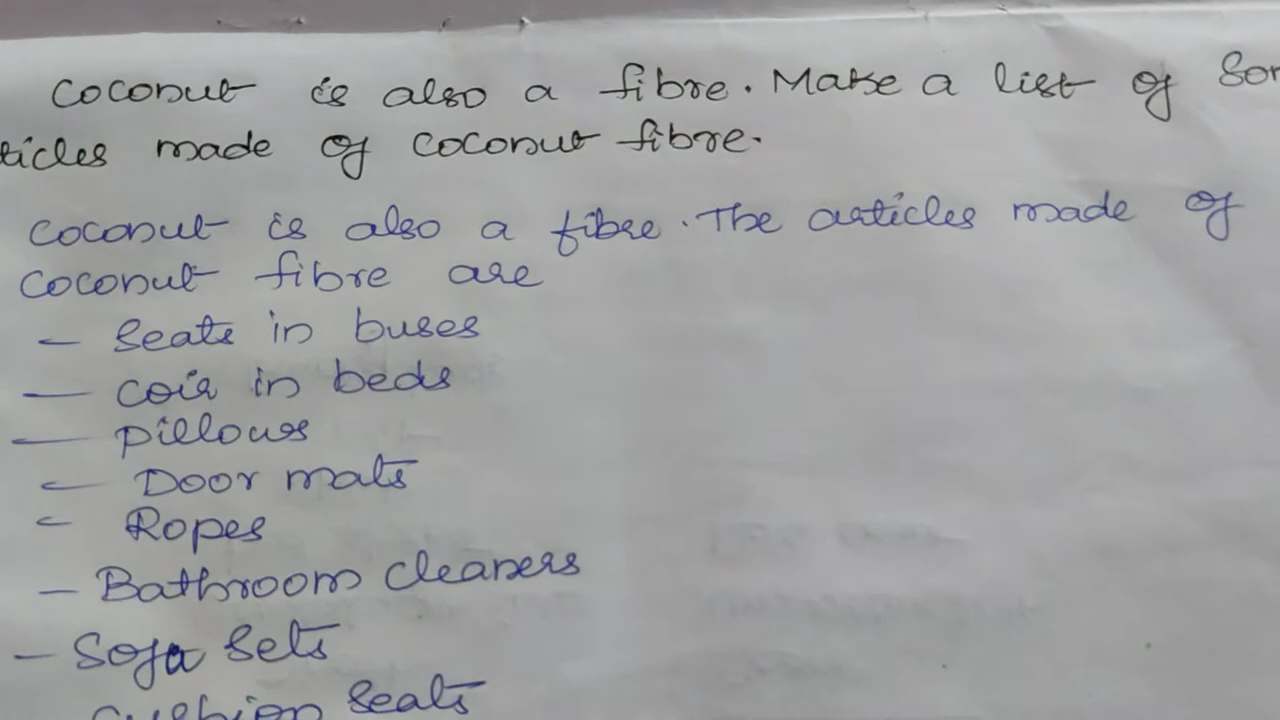 Coconut is also a fibre. Make a list of
ticles made of coconut fibre.
Coconut is also a fibre. The articles made of
Coconut fibre are
- Seats in buses
- Coir in beds
- Pillows
- Door mats
- Ropes
- Bathroom cleaners
- Sofa sets
Cushion seats